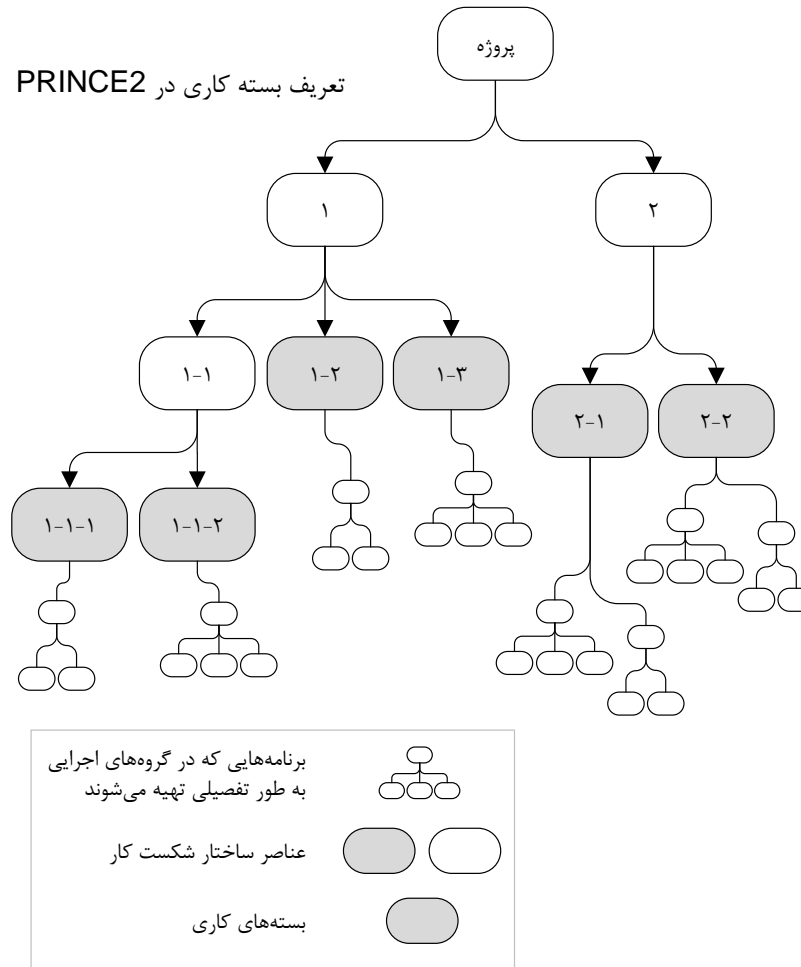 پروژه
تعریف بسته کاری در PRINCE2
۱
۲
۱-۱
۱-۲
۱-۳
۲-۱
۲-۲
۱-۱-۱
۱-۱-۲
برنامه‌هایی که در گروه‌های اجرایی
به طور تفصیلی تهیه می‌شوند
عناصر ساختار شکست کار
بسته‌های کاری